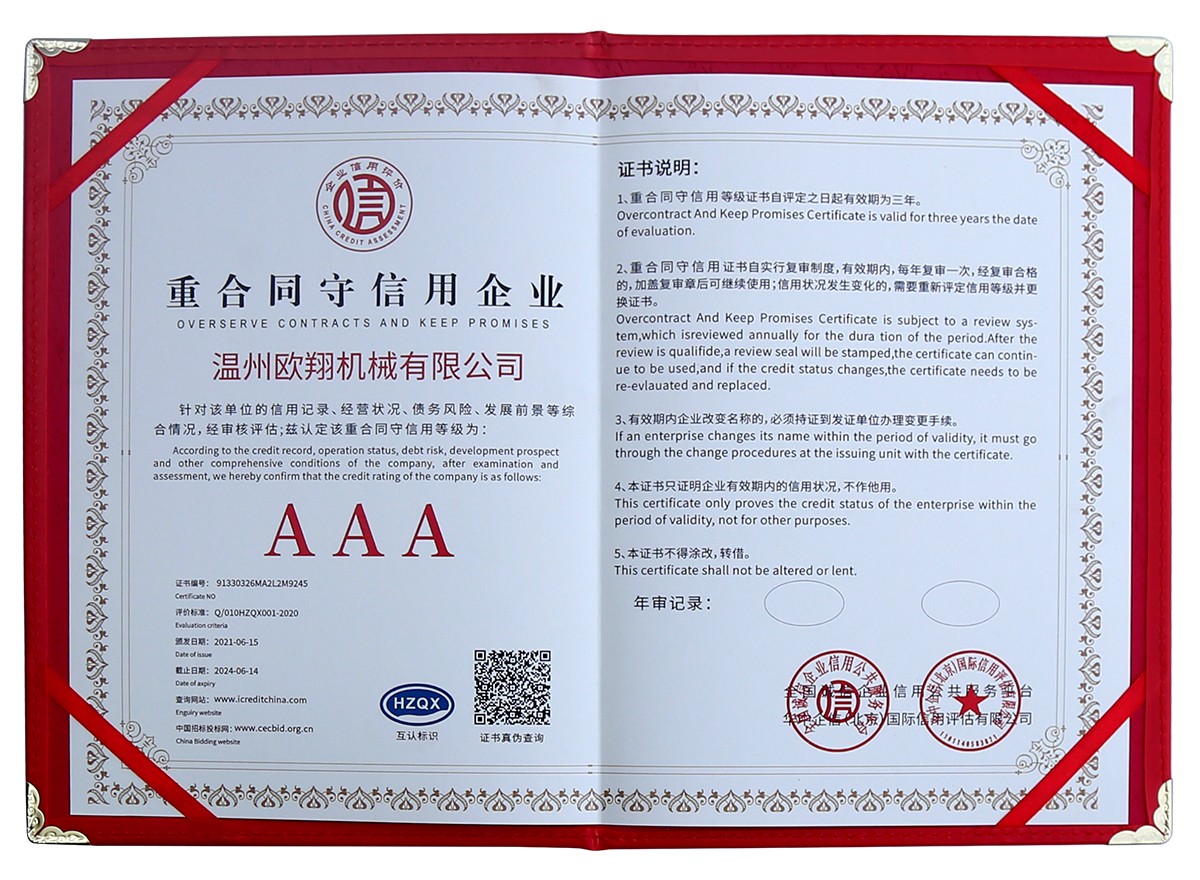 企业信用评价
CHINA CREDIT ASSESSMENT
信
重合同守信用企业
OVERSERVE CONTRACTS AND KEEP PROMISES
温州欧翔机械有限公司
针对该单位的信用记录、经营状况、债务风险、发展前景等综
合情况，经审核评估；兹认定该重合同守信用等级为：
According to the credit record, operation status, debt risk, development prospect
and other comprehensive conditions of the company, after examination and
assessment, we hereby confirm that the credit rating of the company is as follows:
AAA
证书编号： 91330326MA2L2M9245
Certificate NO
评价标准： Q/010HZQX001-2020
Evaluation criteria
颁发日期： 2021-06-15
Date of issue
截止日期： 2024-06-14
Date of expiry
查询网站： www.icreditchina.com
Enguiry website
中国招标投标网： www.cecbid.org.cn
China Bidding website
HZQX
互认标识
证书真伪查询
证书说明：
1、重合同守信用等级证书自评定之日起有效期为三年。
Overcontract And Keep Promises Certificate is valid for three years the date
of evaluation.
2、重合同守信用证书自实行复审制度，有效期内，每年复审一次，经复审合格
的，加盖复审章后可继续使用；信用状况发生变化的，需要重新评定信用等级并更
换证书。
Overcontract And Keep Promises Certificate is subject to a review sys-
tem,which isreviewed annually for the dura tion of the period.After the
review is qualifide,a review seal will be stamped,the certificate can contin-
ue to be used,and if the credit status changes,the certificate needs to be
re-evlauated and replaced.
3、有效期内企业改变名称的，必须持证到发证单位办理变更手续。
If an enterprise changes its name within the period of validity, it must go
through the change procedures at the issuing unit with the certificate.
4、本证书只证明企业有效期内的信用状况，不作他用。
This certificate only proves the credit status of the enterprise within the
period of validity, not for other purposes.
5、本证书不得涂改，转借。
This certificate shall not be altered or lent.
年审记录：
企业信用公共服务平台
(北京)国际信用评估有限公司